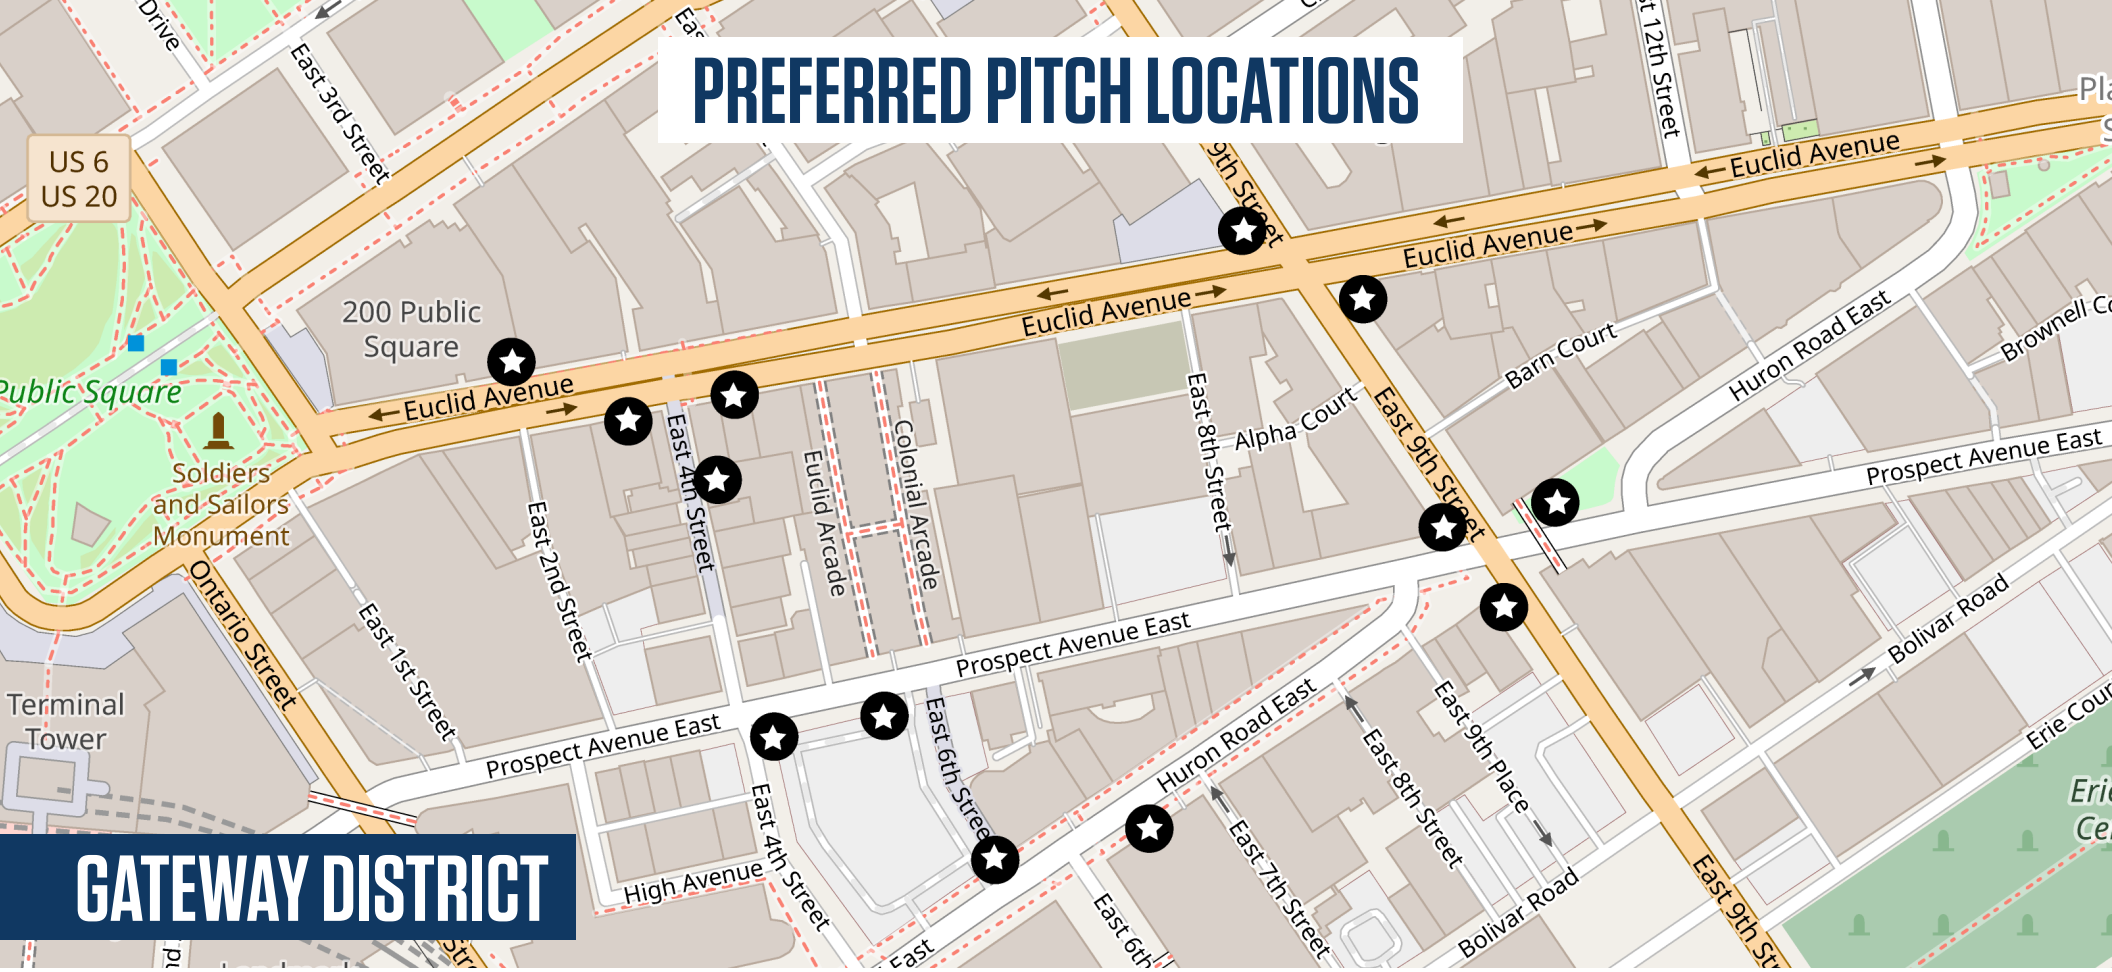 PREFERRED PITCH LOCATIONS
Drive
East 3rd Street
US 6
US 20
9th Street
12th Street
Euclid Avenue
Euclid Avenue
200 Public
Square
Euclid Avenue
Euclid Avenue
Public Square
Soldiers
and Sailors
Monument
East 4th Street
Euclid Arcade
Colonial Arcade
East 8th Street
Alpha Court
East 9th Street
Barn Court
Huron Road East
Prospect Avenue East
East 2nd Street
East 1st Street
Ontario Street
Terminal
Tower
Prospect Avenue East
Prospect Avenue East
East 6th Street
Huron Road East
East 9th Place
East 8th Street
East 7th Street
Bolivar Road
Bolivar Road
East 4th Street
High Avenue
East 6th
East
East 9th
GATEWAY DISTRICT